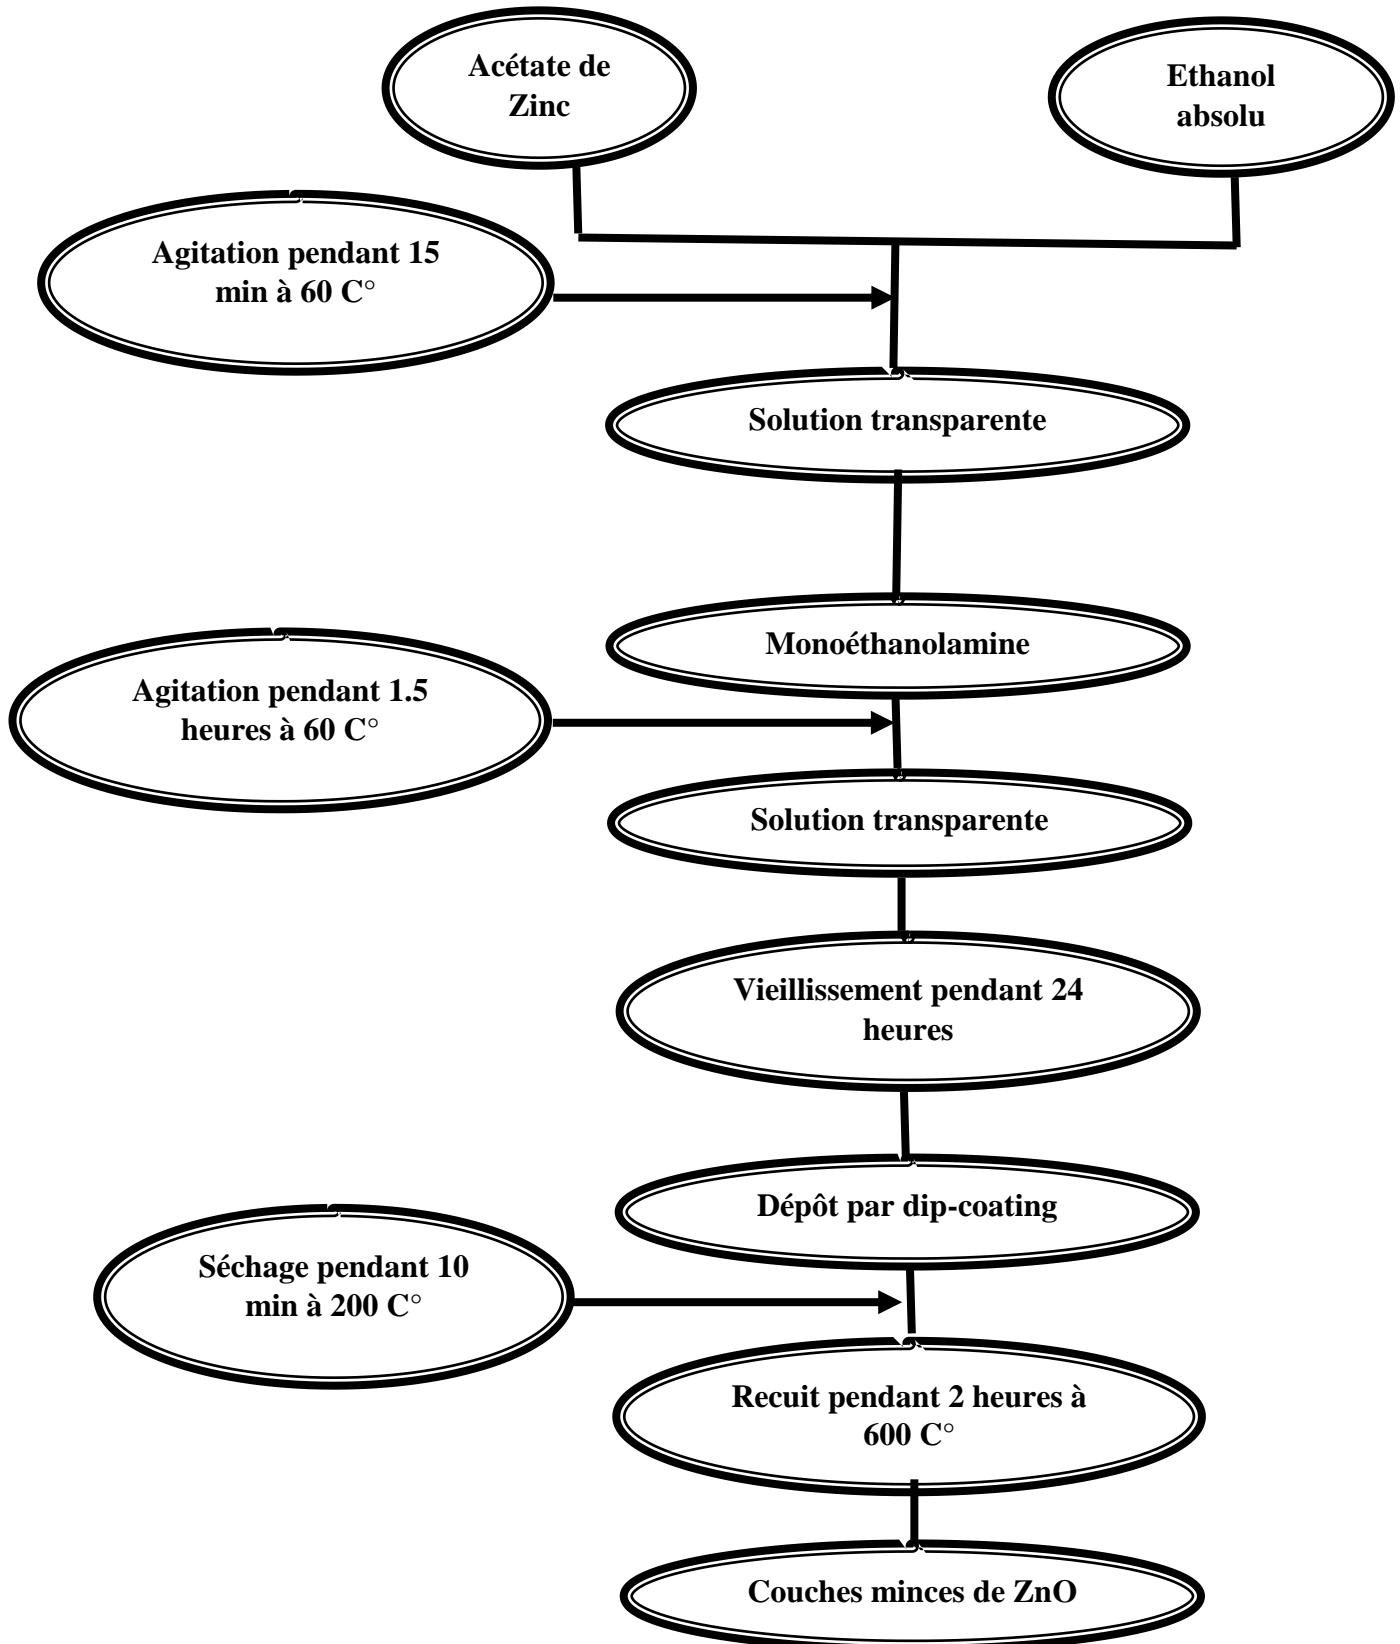 Acétate de
Zinc
Ethanol
absolu
Agitation pendant 15
min à 60 C°
Solution transparente
Monoéthanolamine
Agitation pendant 1.5
heures à 60 C°
Solution transparente
Vieillissement pendant 24
heures
Dépôt par dip-coating
Séchage pendant 10
min à 200 C°
Recuit pendant 2 heures à
600 C°
Couches minces de ZnO